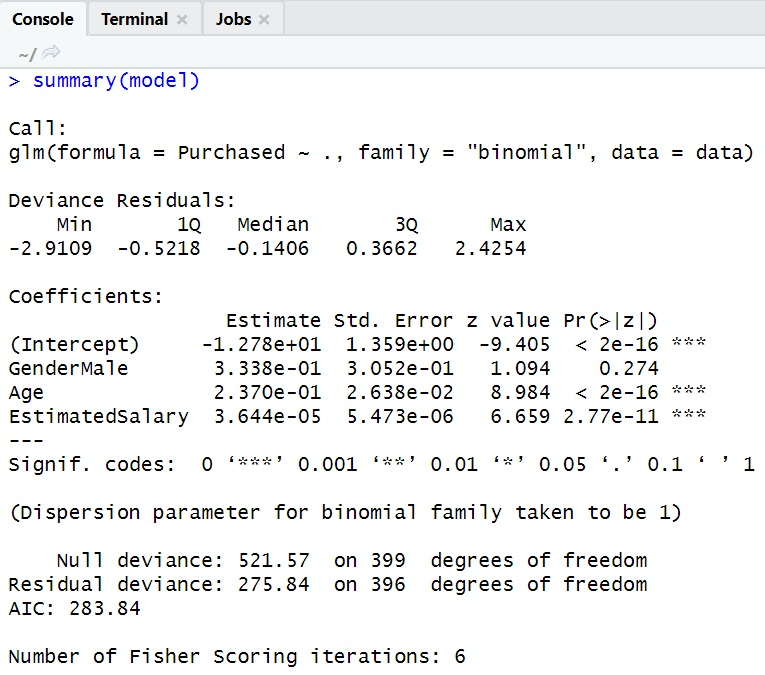 Console Terminal × Jobs ×
~/
> summary(model)
Call:
glm(formula = Purchased ~ ., family = "binomial", data = data)
Deviance Residuals:
Min 1Q Median 3Q Max
-2.9109 -0.5218 -0.1406 0.3662 2.4254
Coefficients:
Estimate Std. Error z value Pr(>|z|)
(Intercept) -1.278e+01 1.359e+00 -9.405 < 2e-16 ***
GenderMale 3.338e-01 3.052e-01 1.094 0.274
Age 2.370e-01 2.638e-02 8.984 < 2e-16 ***
EstimatedSalary 3.644e-05 5.473e-06 6.659 2.77e-11 ***
---
Signif. codes: 0 ‘***’ 0.001 ‘**’ 0.01 ‘*’ 0.05 ‘.’ 0.1 ‘ ’ 1
(Dispersion parameter for binomial family taken to be 1)
Null deviance: 521.57 on 399 degrees of freedom
Residual deviance: 275.84 on 396 degrees of freedom
AIC: 283.84
Number of Fisher Scoring iterations: 6